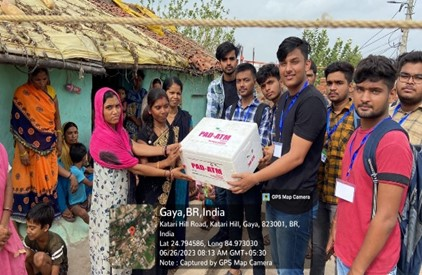 PAD-ATM
PAD-ATM
GPS Map Camera
Gaya,BR,India
Katari Hill Road, Katari Hill, Gaya, 823001, BR,
India
Lat 24.794586, Long 84.973030
06/26/2023 08:13 AM GMT+05:30
Note : Captured by GPS Map Camera